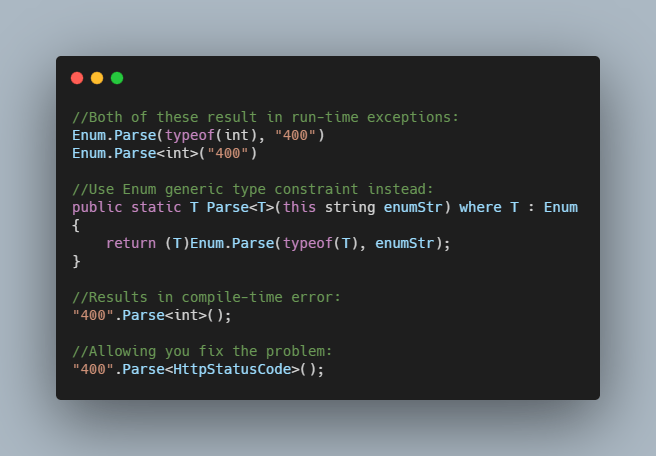 //Both of these result in run-time exceptions:
Enum.Parse(typeof(int), "400")
Enum.Parse<int>("400")
//Use Enum generic type constraint instead:
public static T Parse<T>(this string enumStr) where T : Enum
{
    return (T)Enum.Parse(typeof(T), enumStr);
}
//Results in compile-time error:
"400".Parse<int>();
//Allowing you fix the problem:
"400".Parse<HttpStatusCode>();